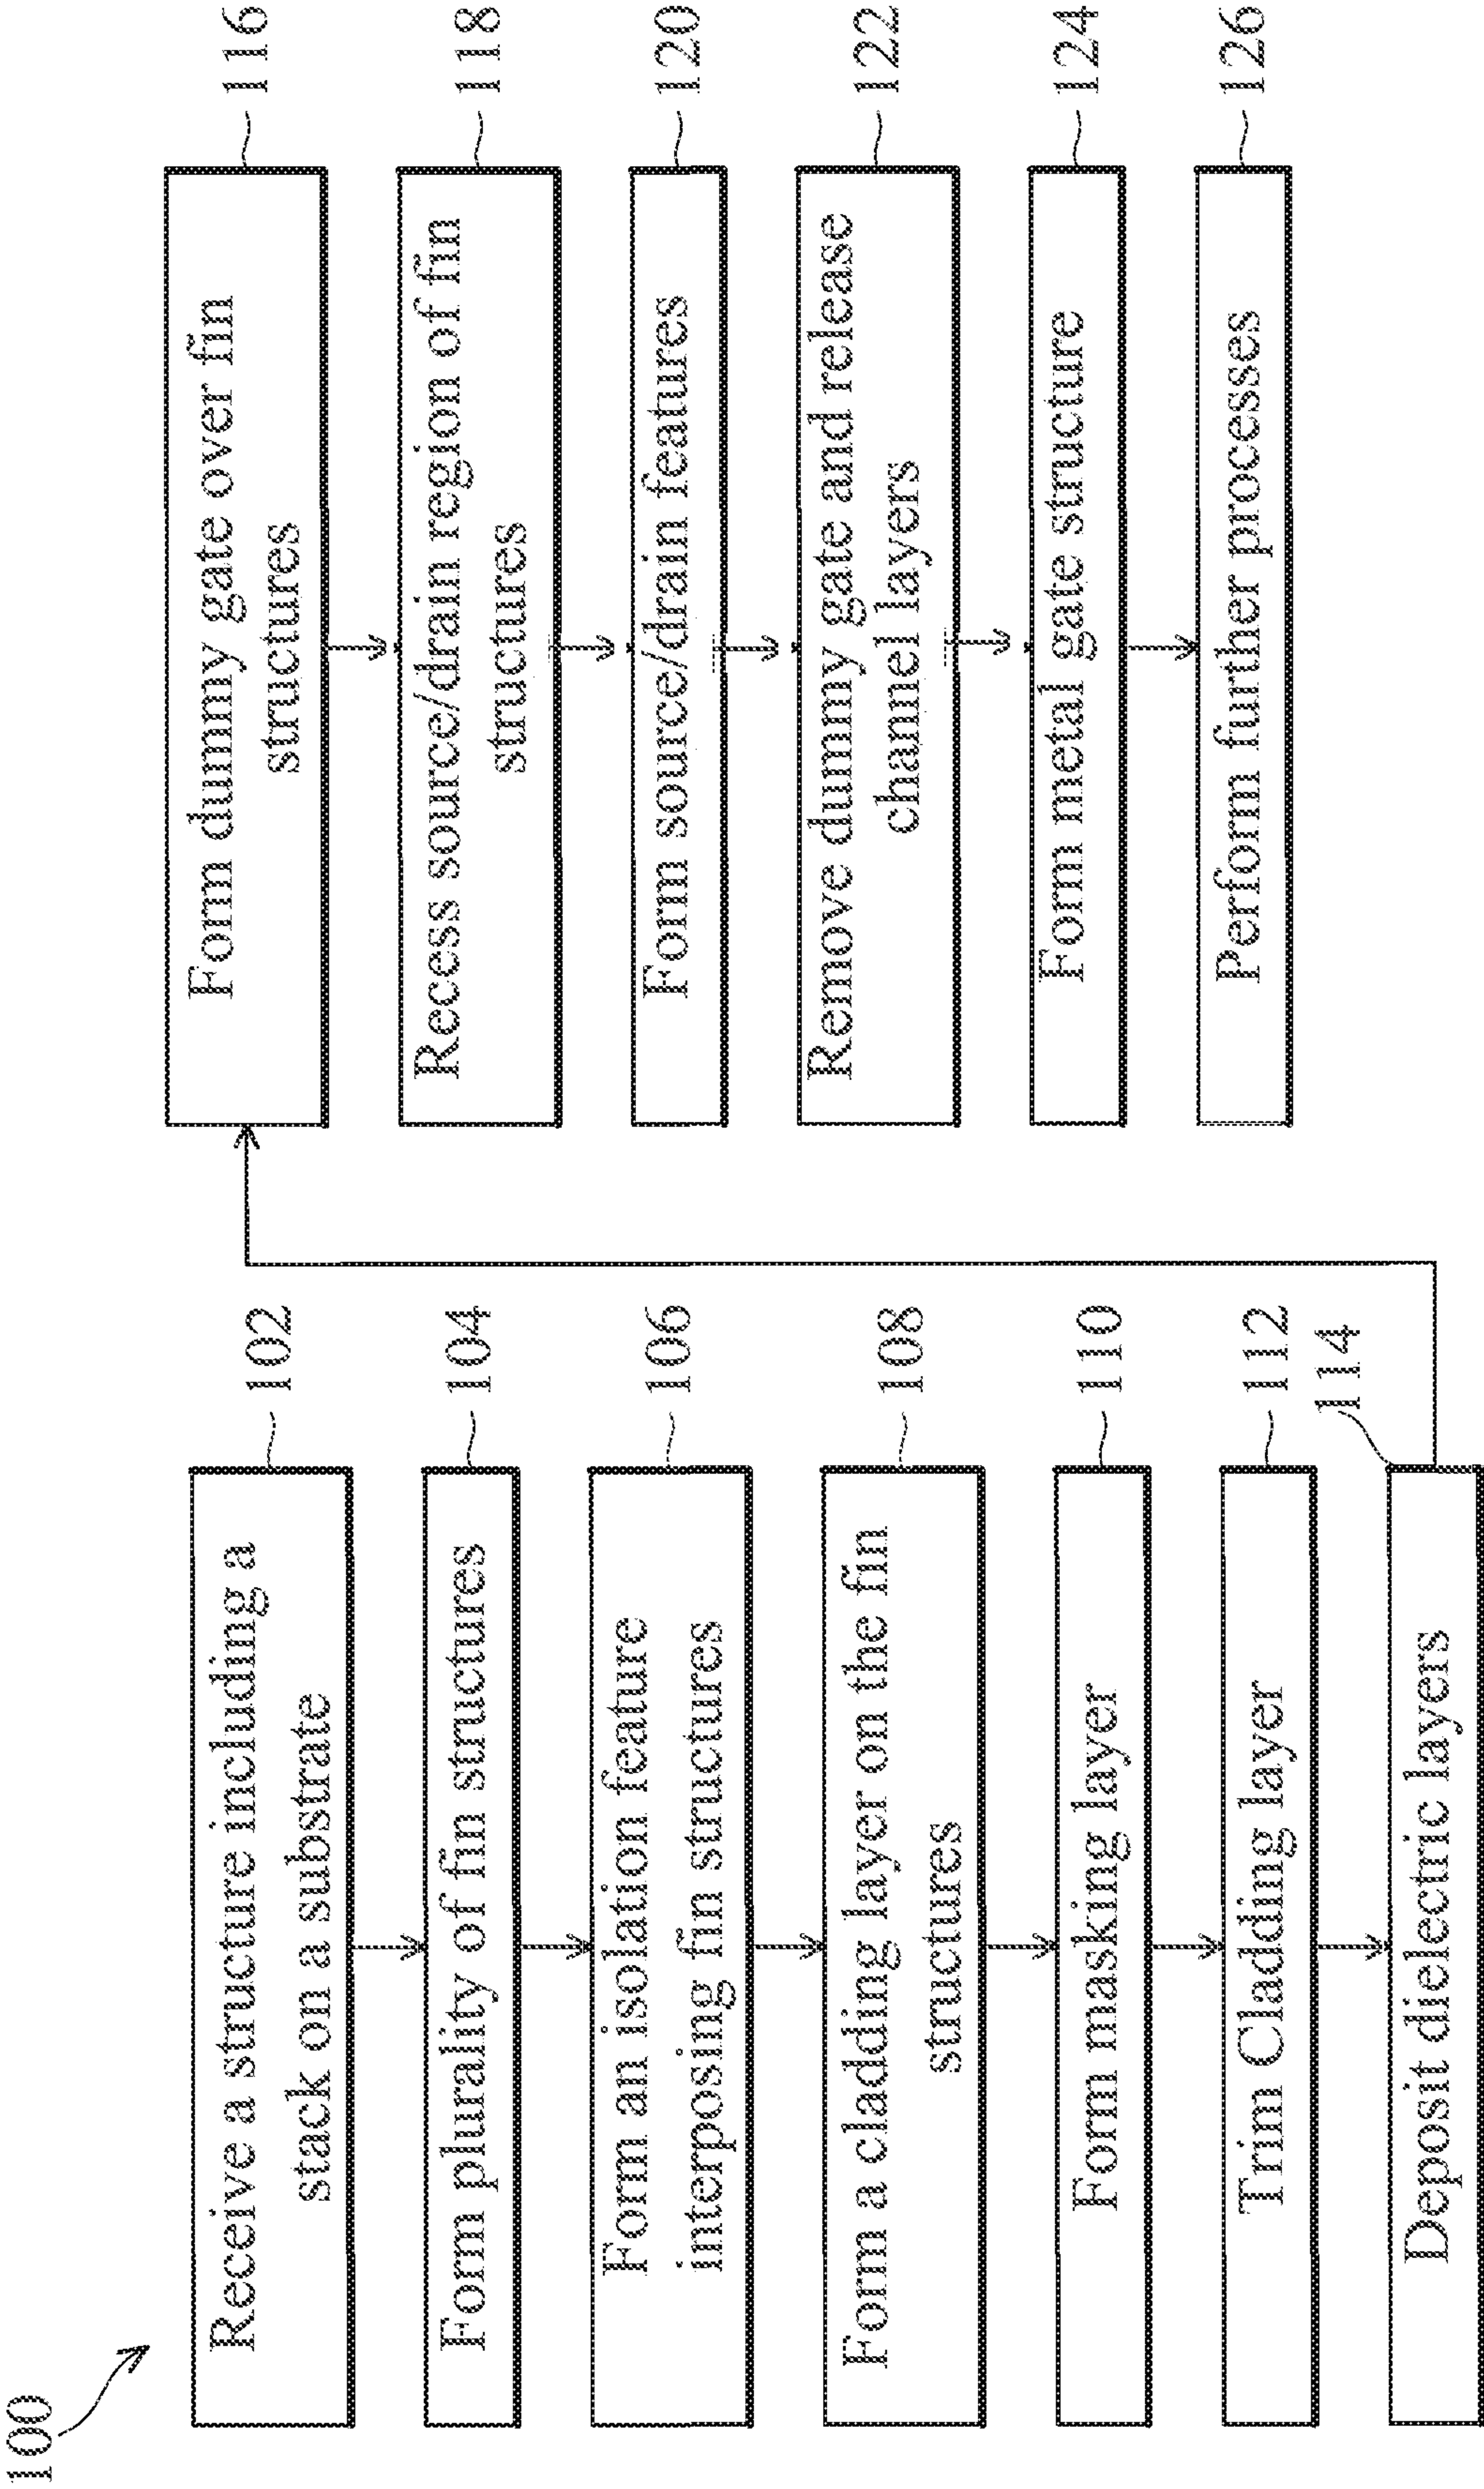 100
Receive a structure including a
stack on a substrate
102
Form plurality of fin structures
104
Form an isolation feature
interposing fin structures
106
Form a cladding layer on the fin
structures
108
Form masking layer
110
Trim Cladding layer
112
Deposit dielectric layers
114
Form dummy gate over fin
structures
116
Recess source/drain region of fin
structures
118
Form source/drain features
120
Remove dummy gate and release
channel layers
122
Form metal gate structure
124
Perform further processes
126